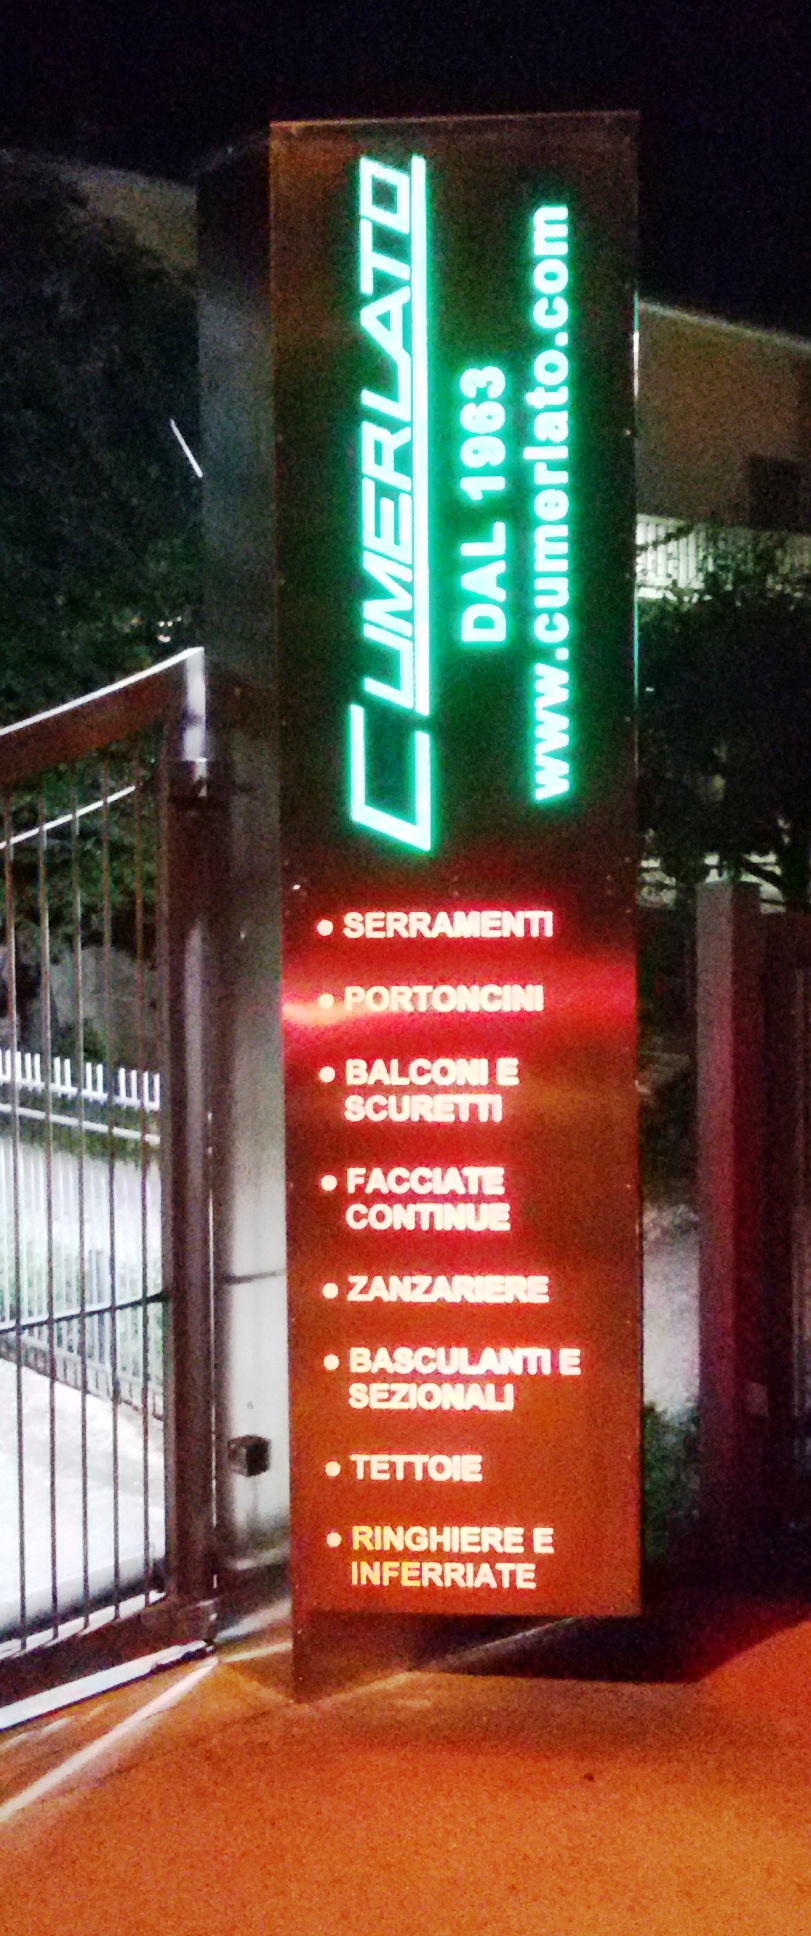 CUMERLATO
DAL 1963
www.cumerlato.com
• SERRAMENTI
• PORTONCINI
• BALCONI E
SCURETTI
• FACCIATE
CONTINUE
• ZANZARIERE
• BASCULANTI E
SEZIONALI
• TETTOIE
• RINGHIERE E
INFERRIATE